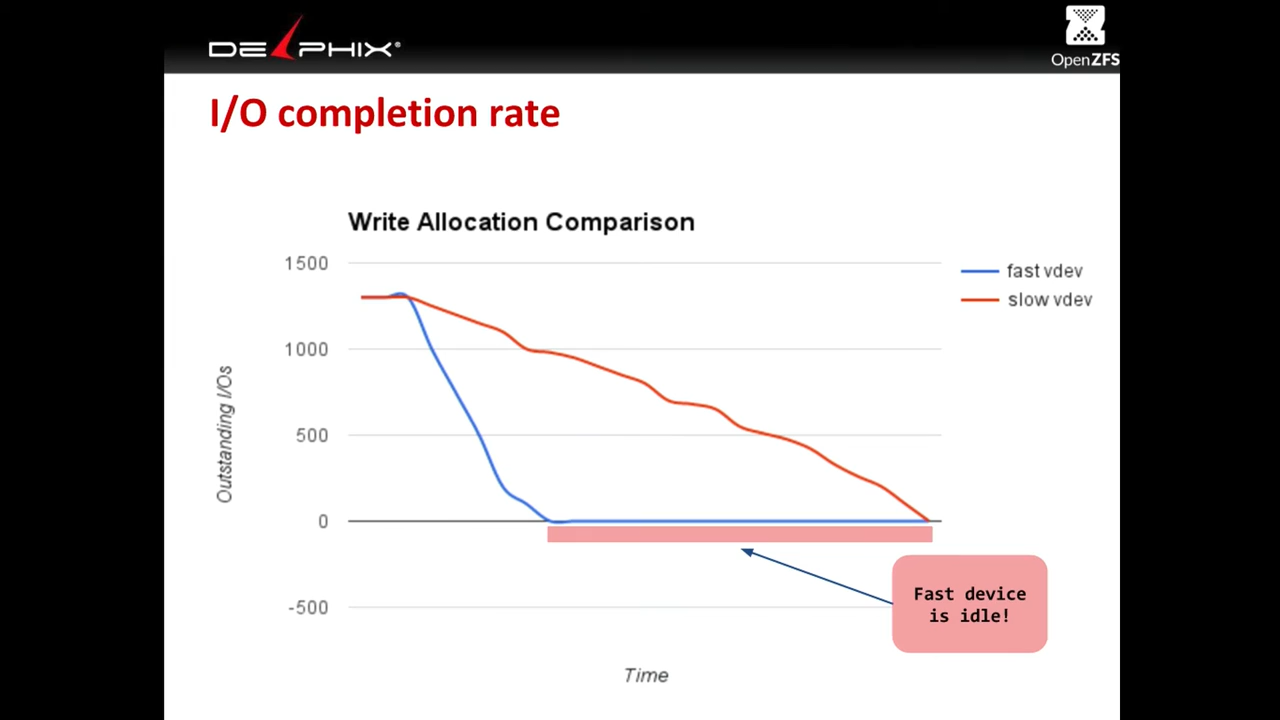 DELPHIX®
OpenZFS
I/O completion rate
Write Allocation Comparison
1500
1000
500
0
-500
Outstanding I/Os
Time
fast vdev
slow vdev
Fast device
is idle!